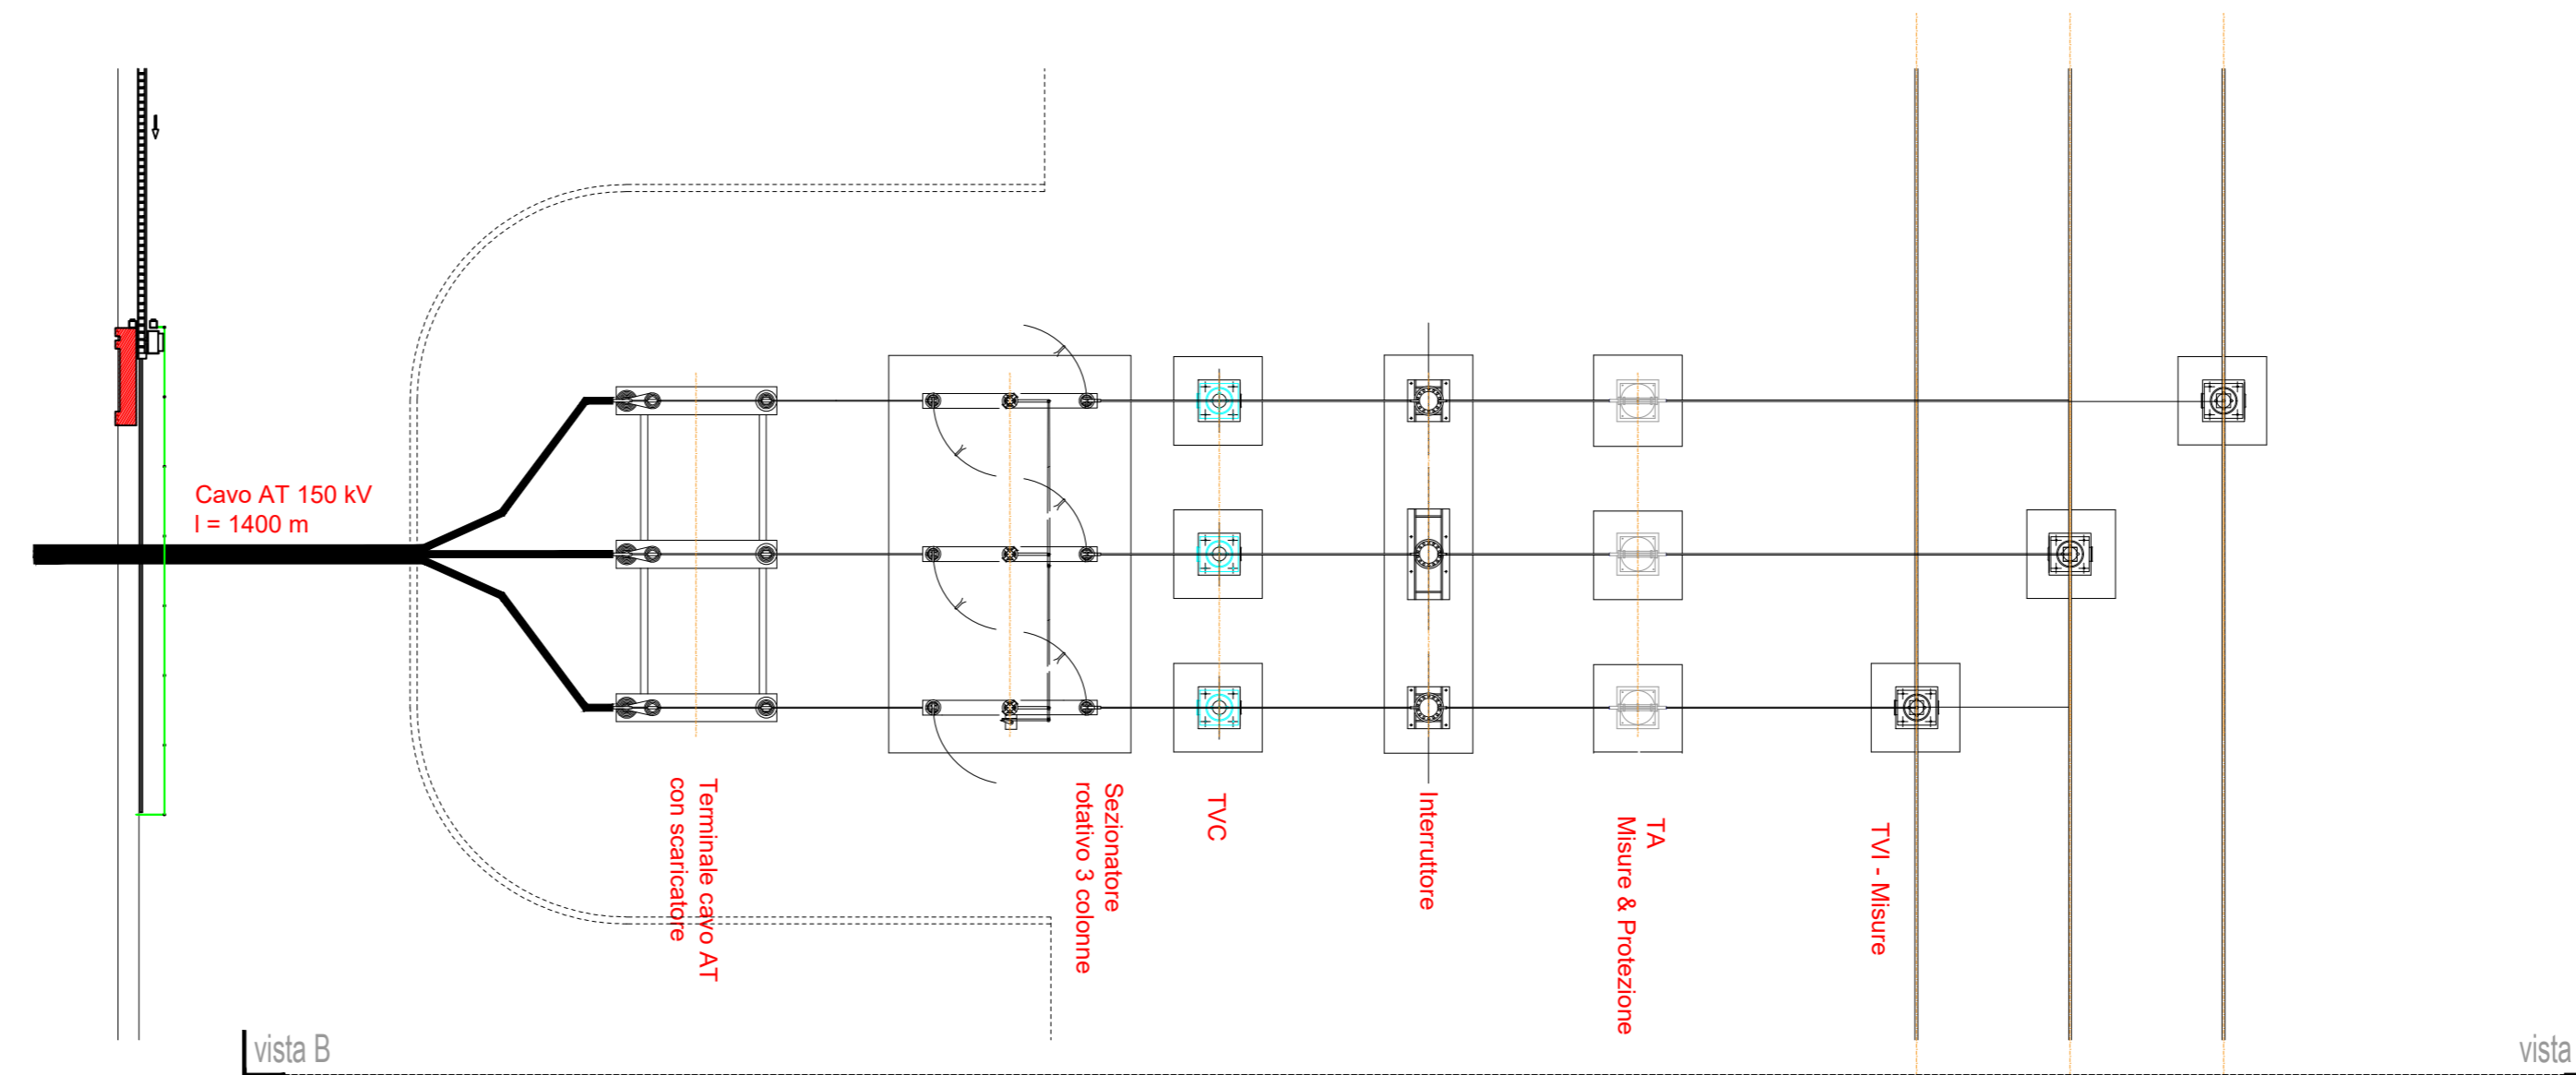 Cavo AT 150 kV
l = 1400 m
Terminale cavo AT
con scaricatore
Sezionatore
rotativo 3 colonne
TVC
Interruttore
TA
Misure & Protezione
TVI - Misure
vista B
vista